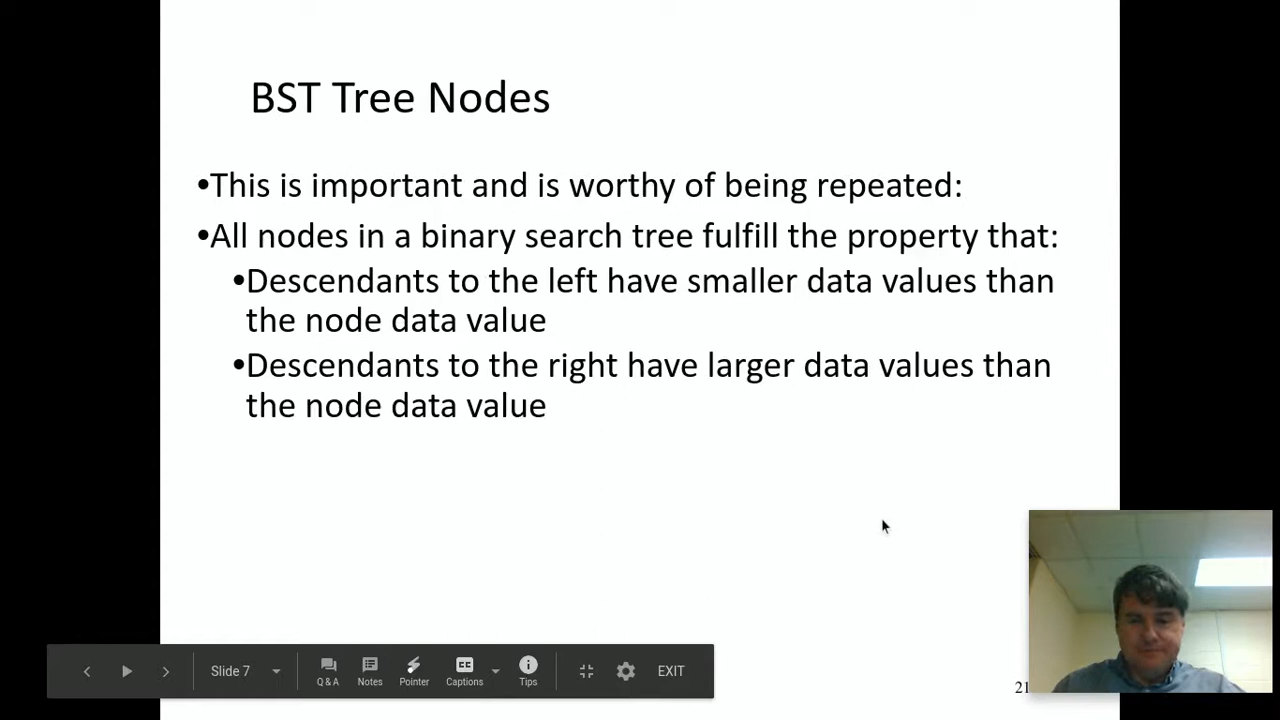 BST Tree Nodes
•This is important and is worthy of being repeated:
•All nodes in a binary search tree fulfill the property that:
•Descendants to the left have smaller data values than
the node data value
•Descendants to the right have larger data values than
the node data value
Slide 7
Q & A
Notes
Pointer
CC
Captions
Tips
EXIT
21